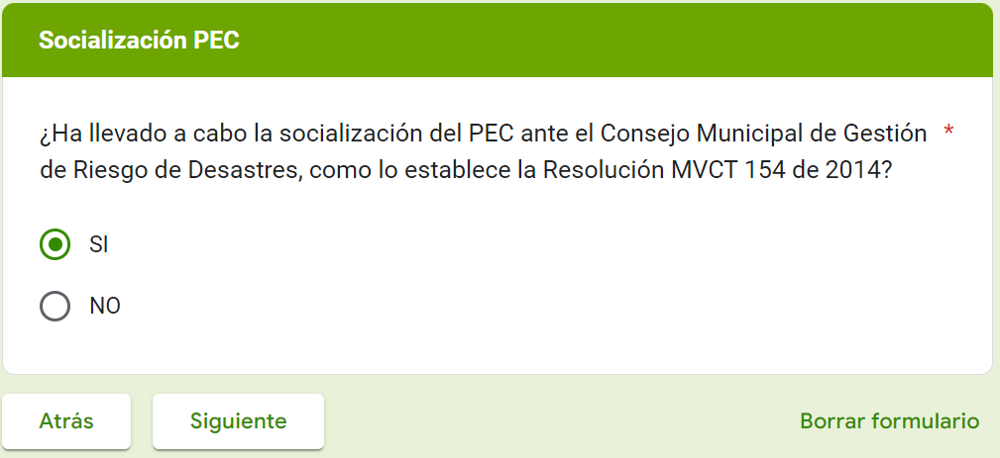 Socialización PEC
¿Ha llevado a cabo la socialización del PEC ante el Consejo Municipal de Gestión *
de Riesgo de Desastres, como lo establece la Resolución MVCT 154 de 2014?
SI
NO
Atrás
Siguiente
Borrar formulario